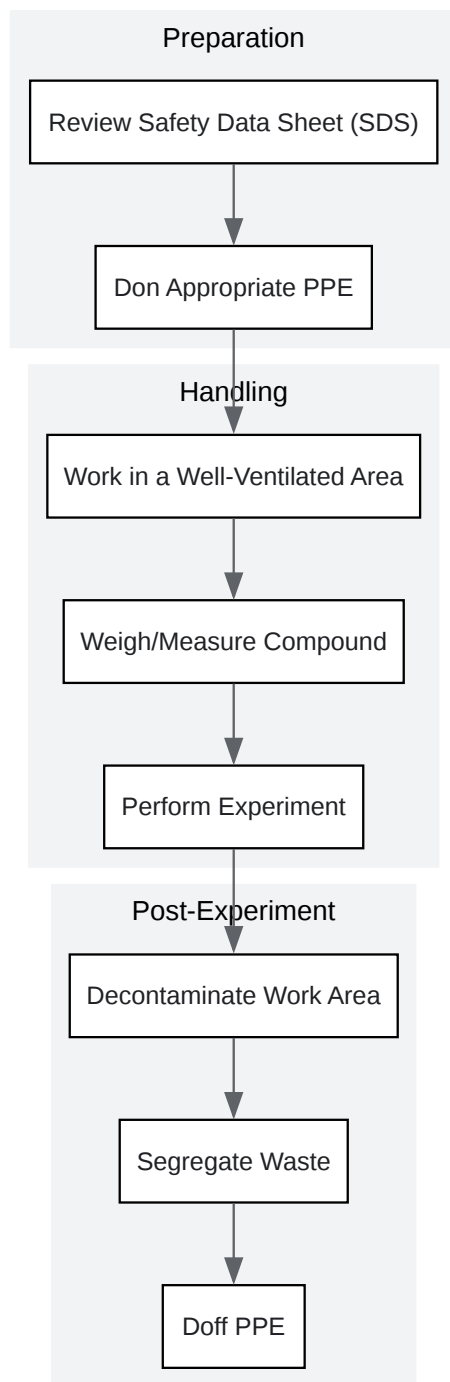 Preparation
Review Safety Data Sheet (SDS)
Don Appropriate PPE
Handling
Work in a Well-Ventilated Area
Weigh/Measure Compound
Perform Experiment
Post-Experiment
Decontaminate Work Area
Segregate Waste
Doff PPE